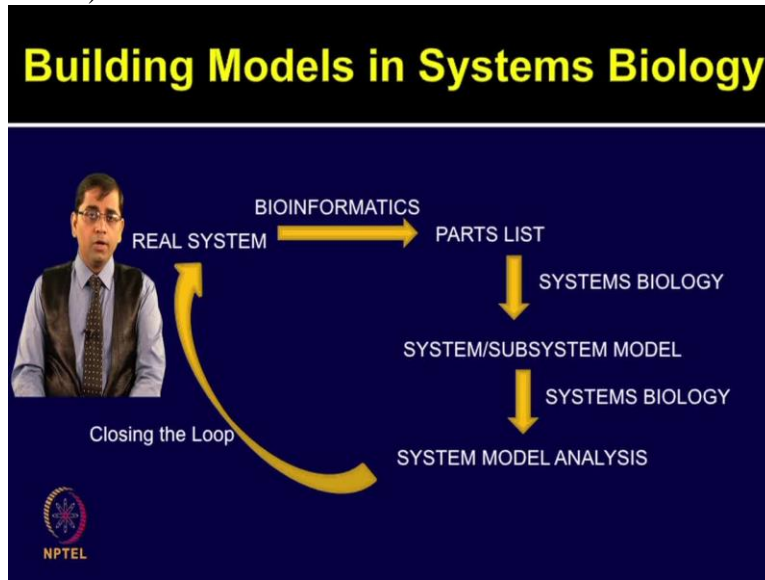 )
Building Models in Systems Biology
BIOINFORMATICS
REAL SYSTEM
PARTS LIST
SYSTEMS BIOLOGY
SYSTEM/SUBSYSTEM MODEL
SYSTEMS BIOLOGY
Closing the Loop
SYSTEM MODEL ANALYSIS
NPTEL